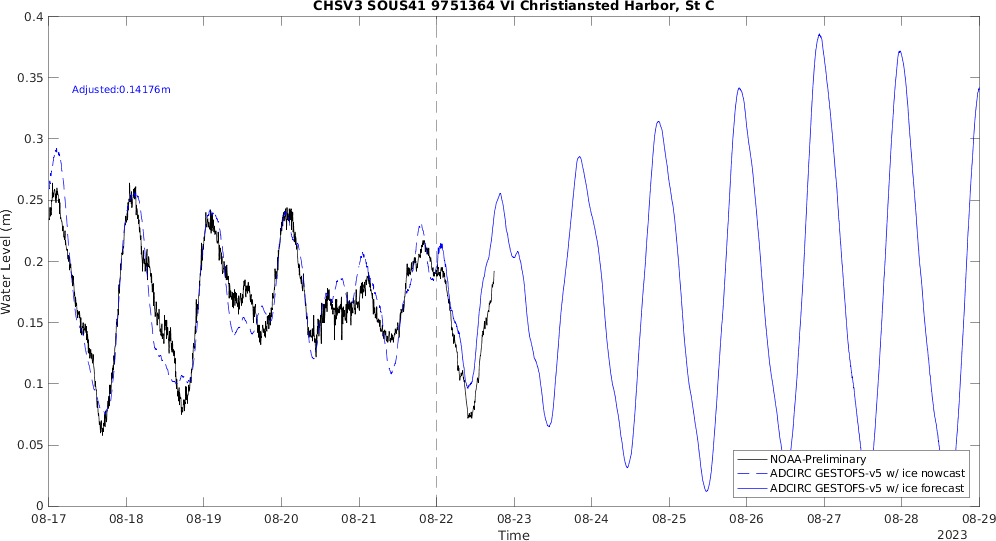 CHSV3 SOUS41 9751364 VI Christiansted Harbor, St C
0.4
0.35
0.3
0.25
0.2
0.15
0.1
0.05
0
Water Level (m)
Adjusted:0.14176m
NOAA-Preliminary
ADCIRC GESTOFS-v5 w/ ice nowcast
ADCIRC GESTOFS-v5 w/ ice forecast
08-17 08-18 08-19 08-20 08-21 08-22 08-23 08-24 08-25 08-26 08-27 08-28 08-29
Time
2023